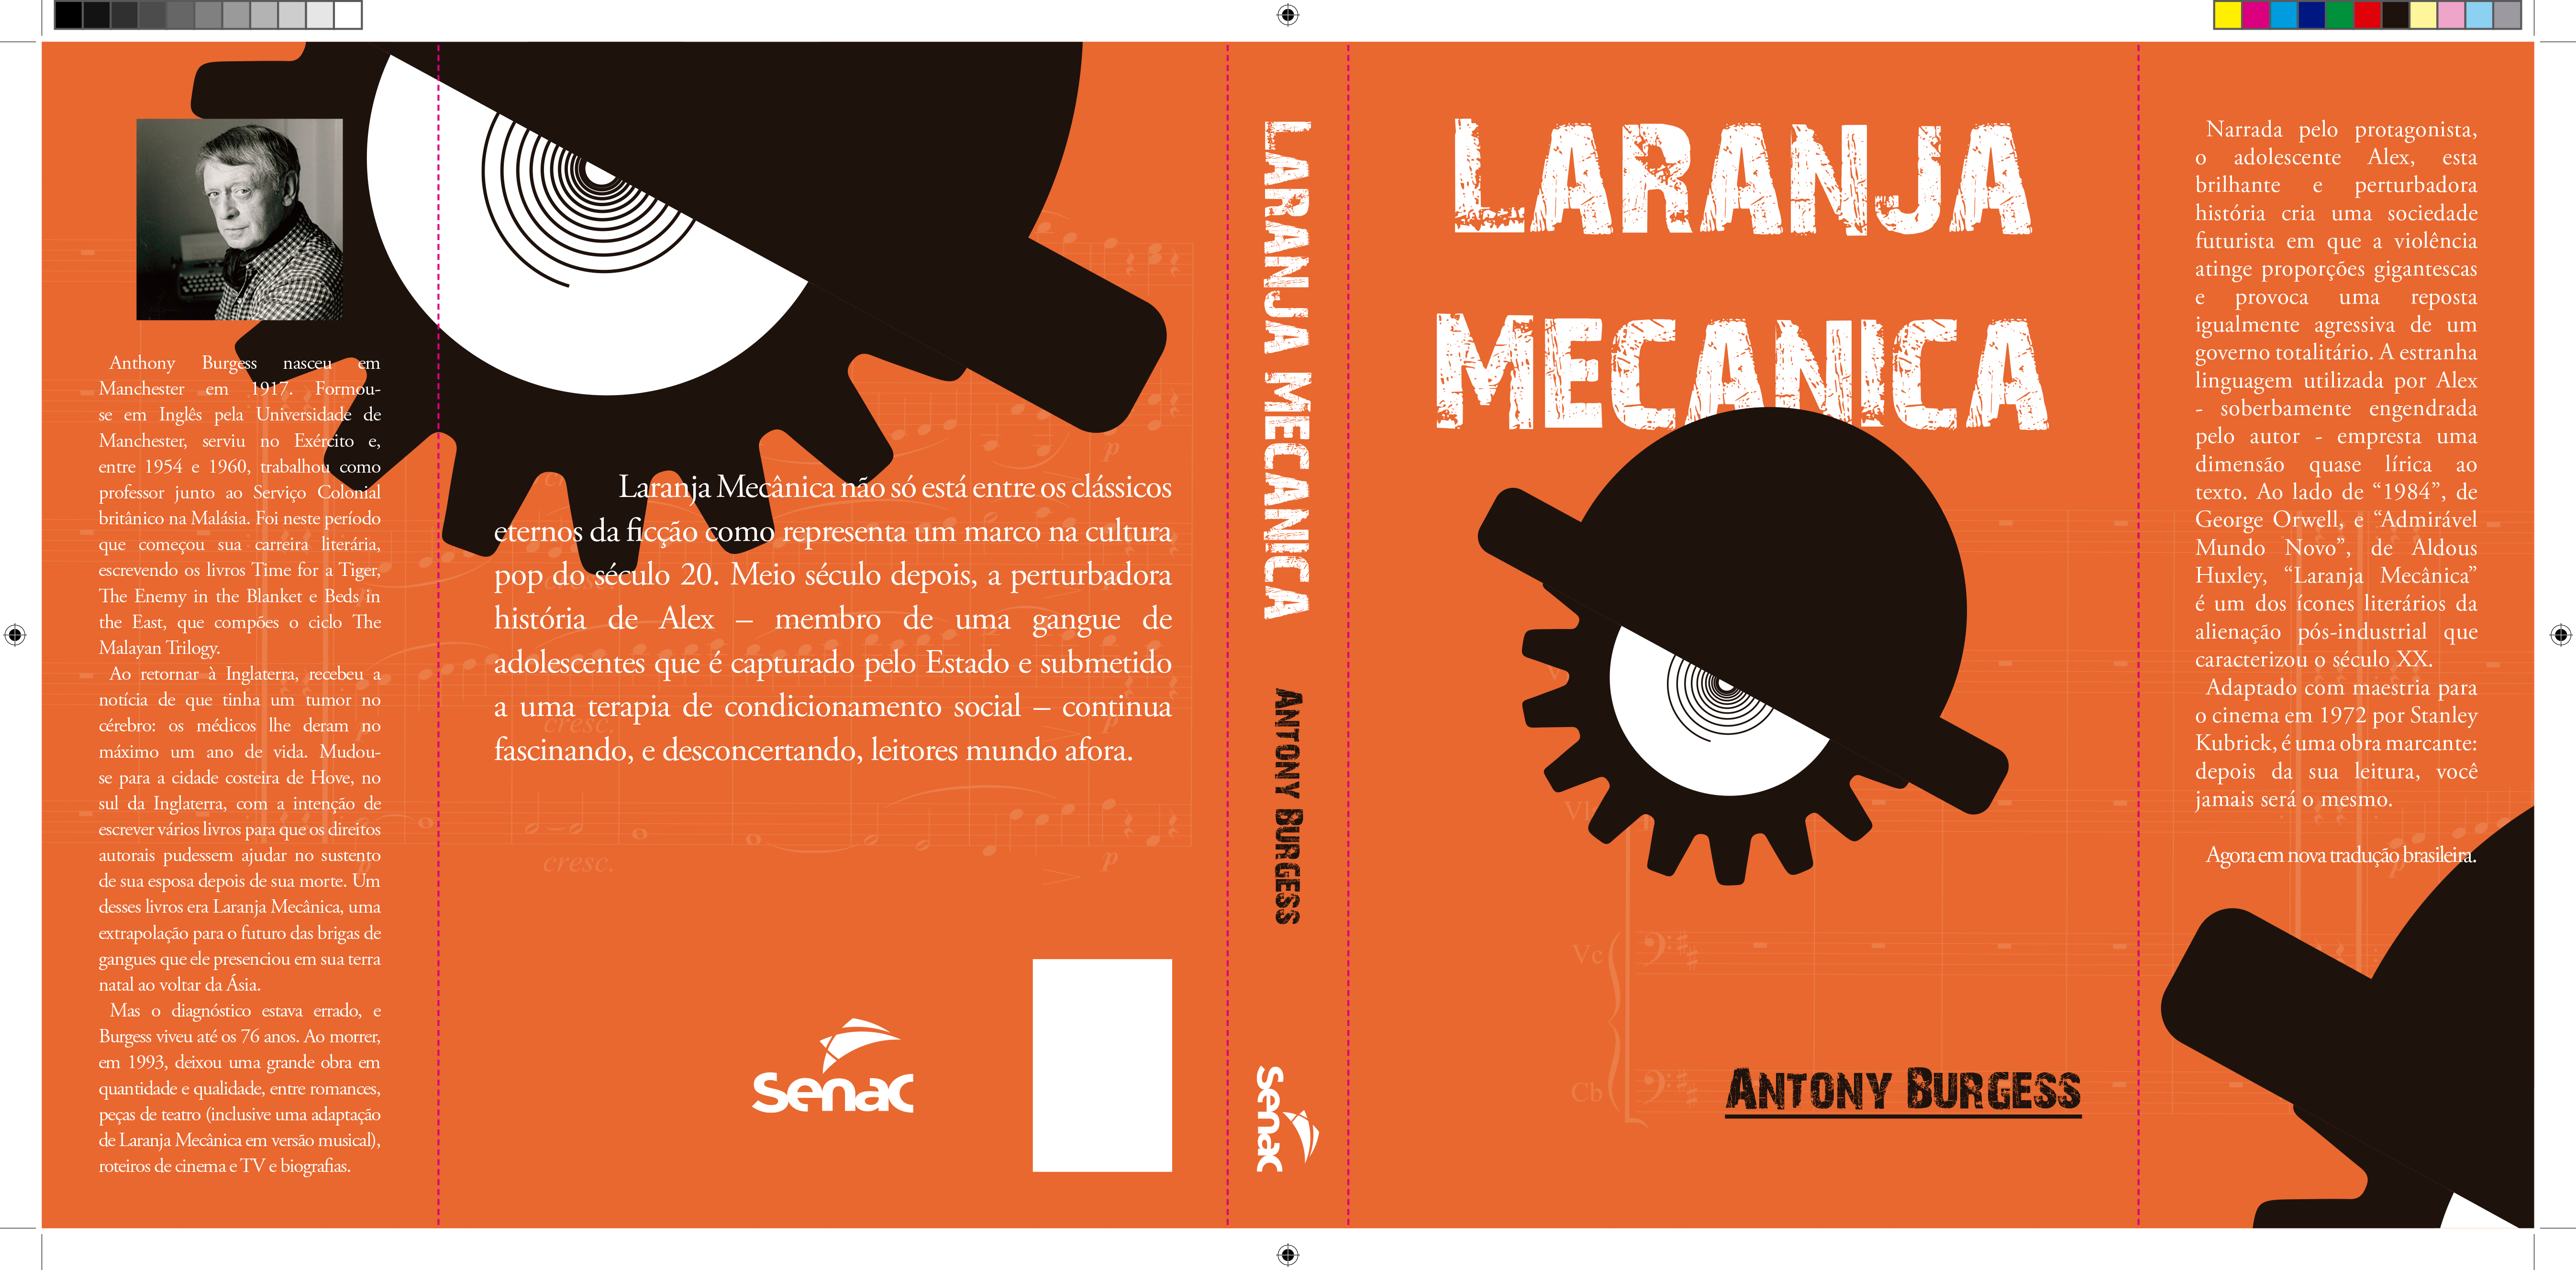 Anthony Burgess nasceu em
Manchester em 1917. Formou-
se em Inglês pela Universidade de
Manchester, serviu no Exército e,
entre 1954 e 1960, trabalhou como
professor junto ao Serviço Colonial
britânico na Malásia. Foi neste período
que começou sua carreira literária,
escrevendo os livros Time for a Tiger,
The Enemy in the Blanket e Beds in
the East, que compões o ciclo The
Malayan Trilogy.
Ao retornar à Inglaterra, recebeu a
notícia de que tinha um tumor no
cérebro: os médicos lhe deram no
máximo um ano de vida. Mudou-
se para a cidade costeira de Hove, no
sul da Inglaterra, com a intenção de
escrever vários livros para que os direitos
autorais pudessem ajudar no sustento
de sua esposa depois de sua morte. Um
desses livros era Laranja Mecânica, uma
extrapolação para o futuro das brigas de
gangues que ele presenciou em sua terra
natal ao voltar da Ásia.
Mas o diagnóstico estava errado, e
Burgess viveu até os 76 anos. Ao morrer,
em 1993, deixou uma grande obra em
quantidade e qualidade, entre romances,
peças de teatro (inclusive uma adaptação
de Laranja Mecânica em versão musical),
roteiros de cinema e TV e biografias.
Laranja Mecânica não só está entre os clássicos
eternos da ficção como representa um marco na cultura
pop do século 20. Meio século depois, a perturbadora
história de Alex – membro de uma gangue de
adolescentes que é capturado pelo Estado e submetido
a uma terapia de condicionamento social – continua
fascinando, e desconcertando, leitores mundo afora.
cresc.
cresc.
cresc.
p
p
p
p
senac
LARANJA MECANICA
ANTONY BURGESS
senac
LARANJA
MECANICA
Vc
Cb
ANTONY BURGESS
Narrada pelo protagonista,
o adolescente Alex, esta
brilhante e perturbadora
história cria uma sociedade
futurista em que a violência
atinge proporções gigantescas
e provoca uma reposta
igualmente agressiva de um
governo totalitário. A estranha
linguagem utilizada por Alex
- soberbamente engendrada
pelo autor - empresta uma
dimensão quase lírica ao
texto. Ao lado de “1984”, de
George Orwell, e “Admirável
Mundo Novo”, de Aldous
Huxley, “Laranja Mecânica”
é um dos ícones literários da
alienação pós-industrial que
caracterizou o século XX.
Adaptado com maestria para
o cinema em 1972 por Stanley
Kubrick, é uma obra marcante:
depois da sua leitura, você
jamais será o mesmo.
Agora em nova tradução brasileira.